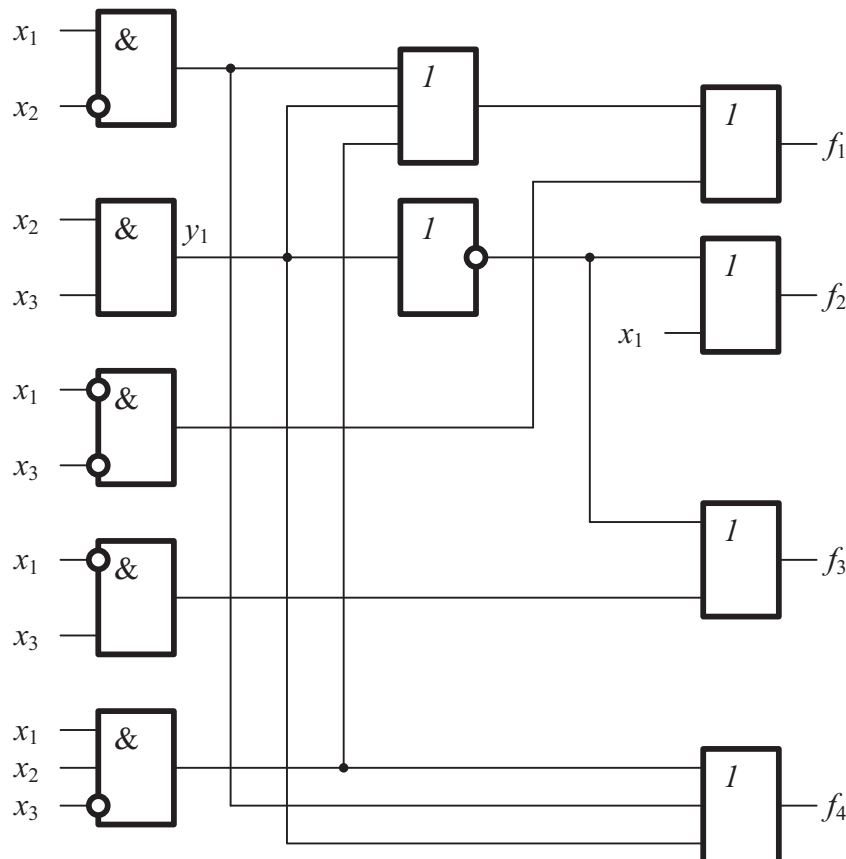 x₁ & 
x₂ 1 1
f₁
x₂ & y₁ 1 1
x₃ f₂
x₁
x₁ &
x₃
x₁ & 1
f₃
x₃
x₁ & 1
x₂
x₃ f₄